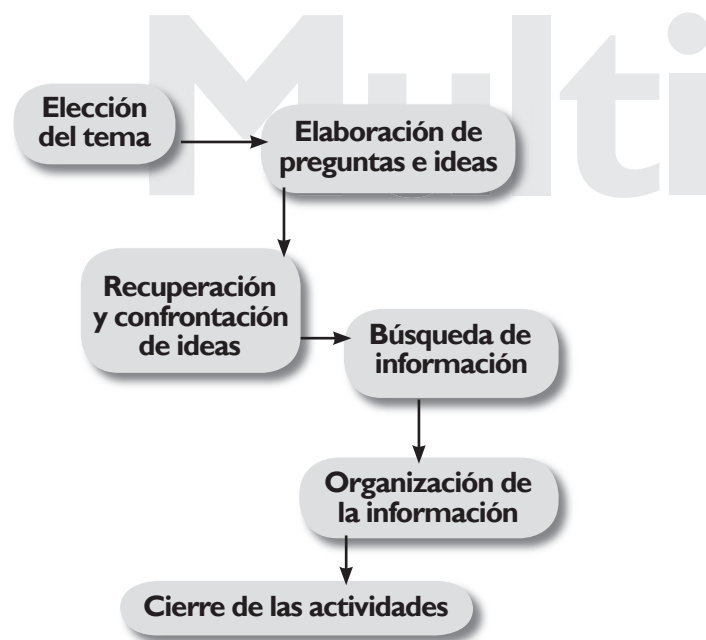 Multi
Elección
del tema
Elaboración de
preguntas e ideas
Recuperación
y confrontación
de ideas
Búsqueda de
información
Organización de
la información
Cierre de las actividades